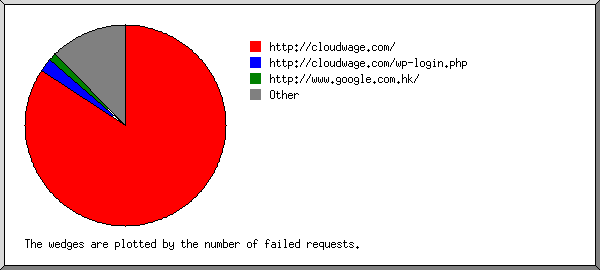 http://cloudwage.com/
http://cloudwage.com/wp-login.php
http://www.google.com.hk/
Other
The wedges are plotted by the number of failed requests.